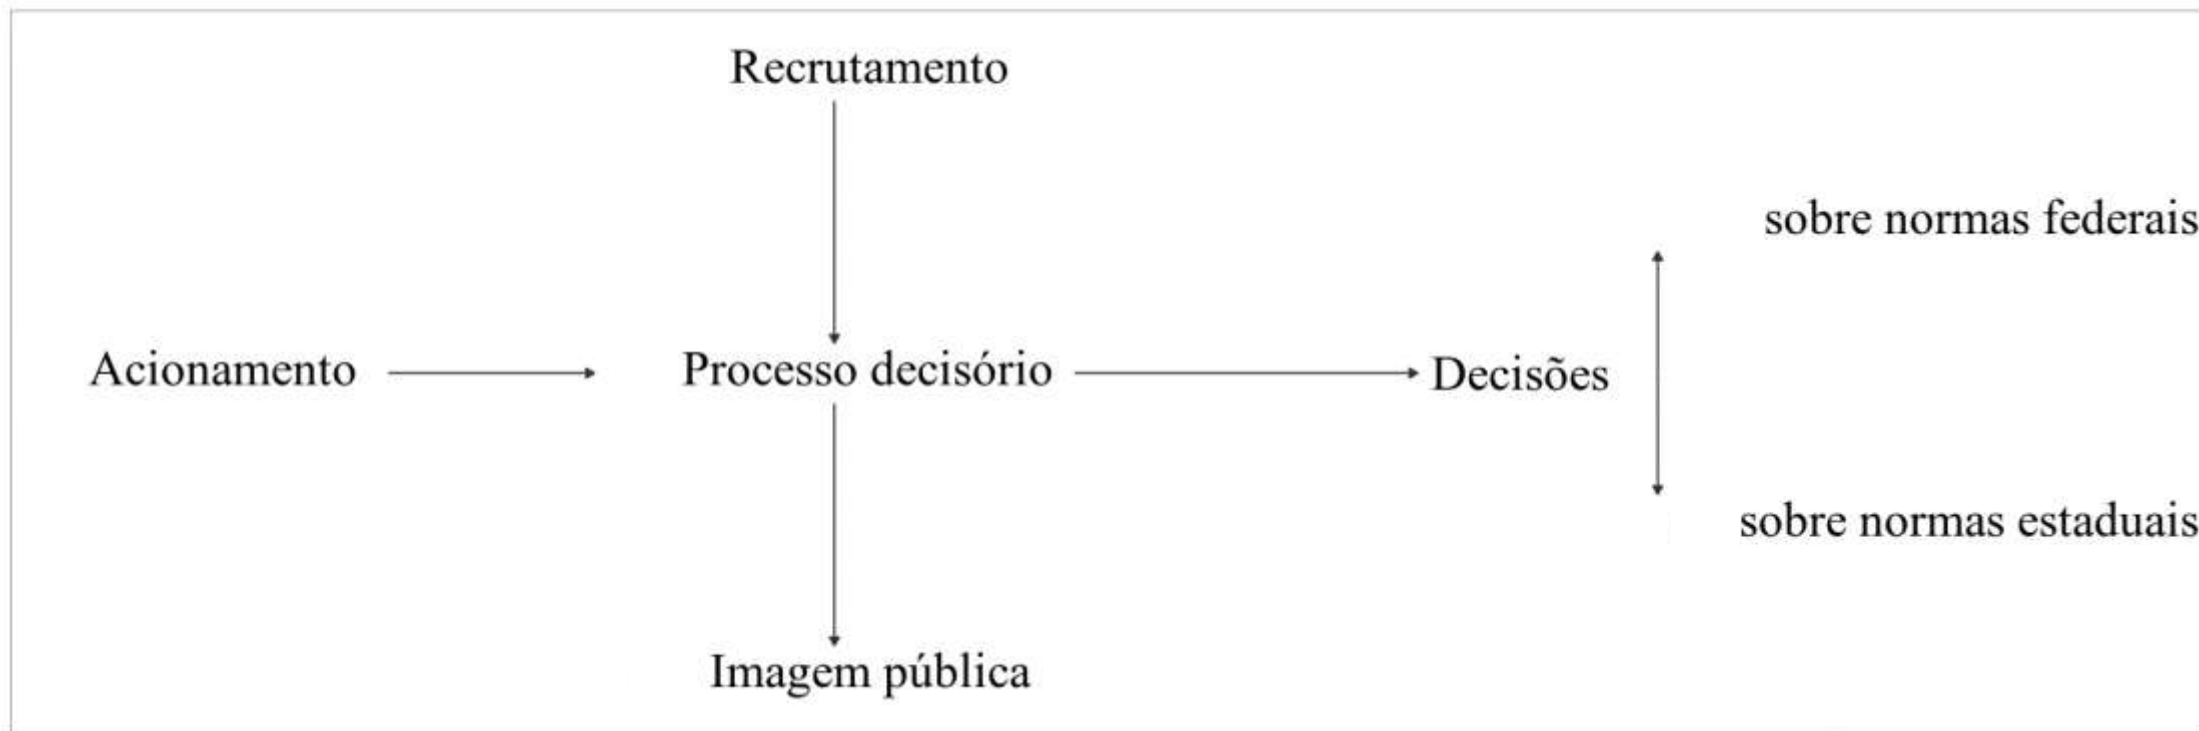 Recrutamento
sobre normas federais
Acionamento
Processo decisório
Decisões
sobre normas estaduais
Imagem pública